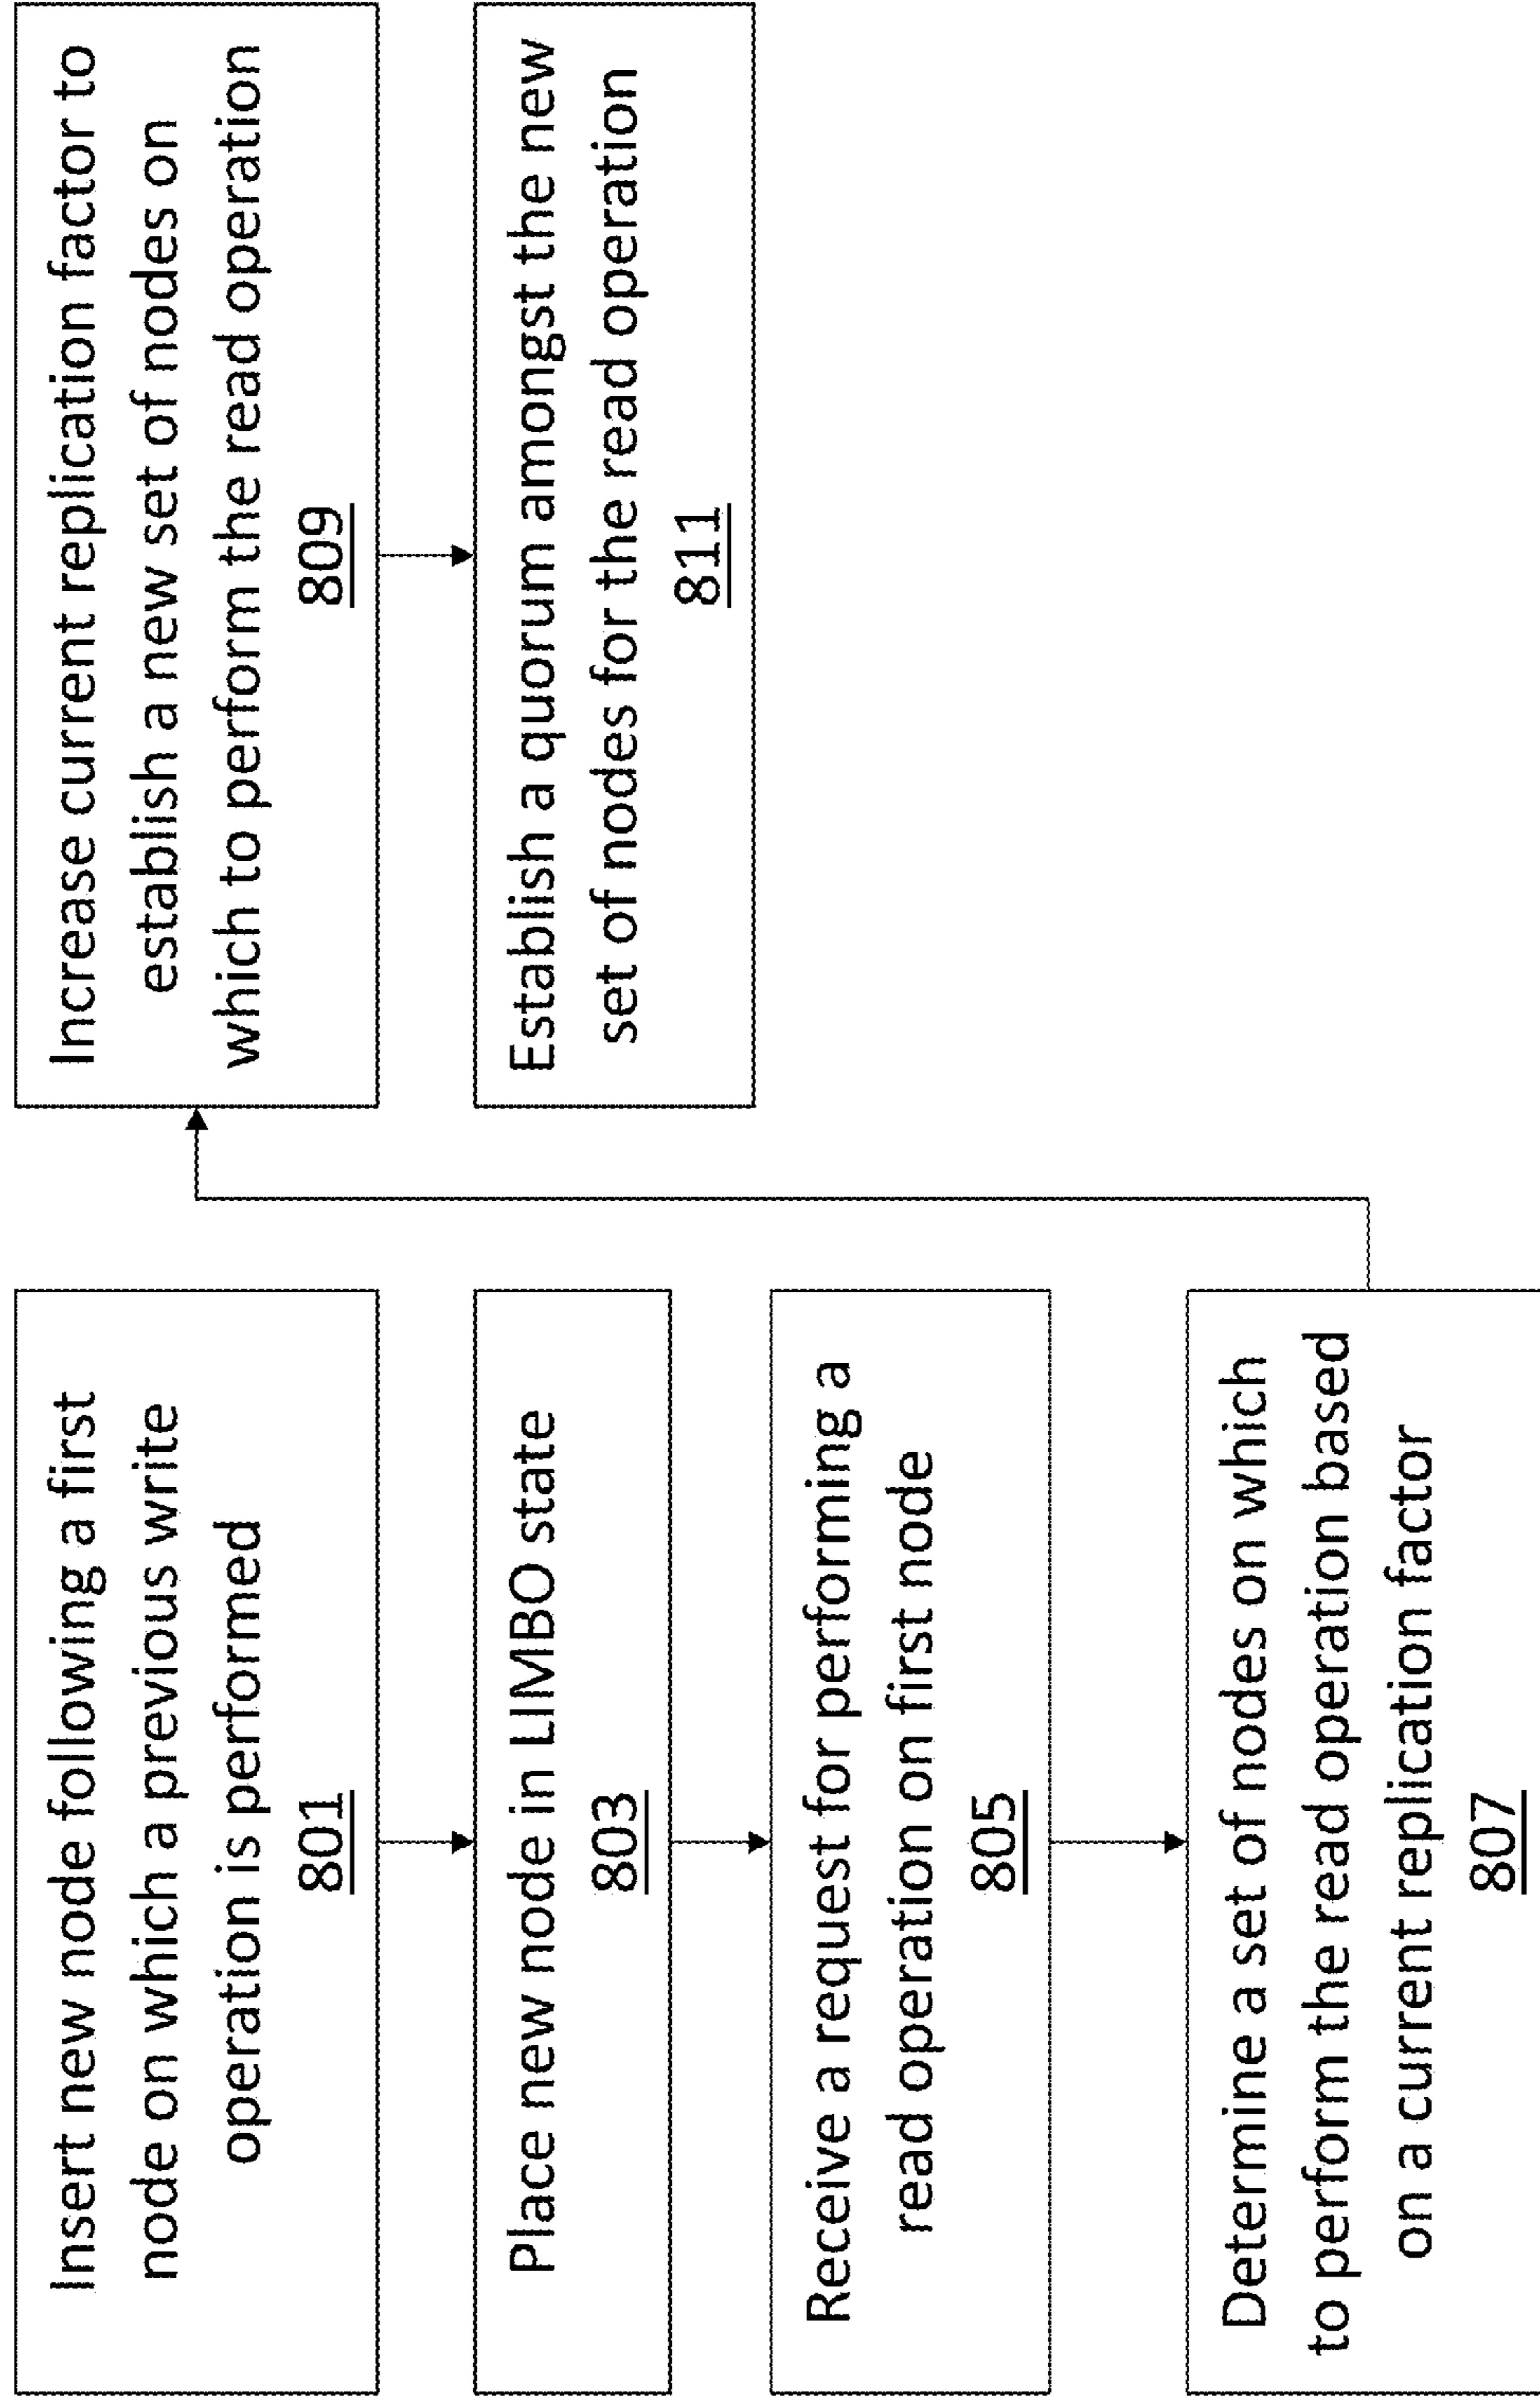 Insert new node following a first
node on which a previous write
operation is performed
801
Place new node in LIMBO state
803
Receive a request for performing a
read operation on first node
805
Determine a set of nodes on which
to perform the read operation based
on a current replication factor
807
Increase current replication factor to
establish a new set of nodes on
which to perform the read operation
809
Establish a quorum amongst the new
set of nodes for the read operation
811